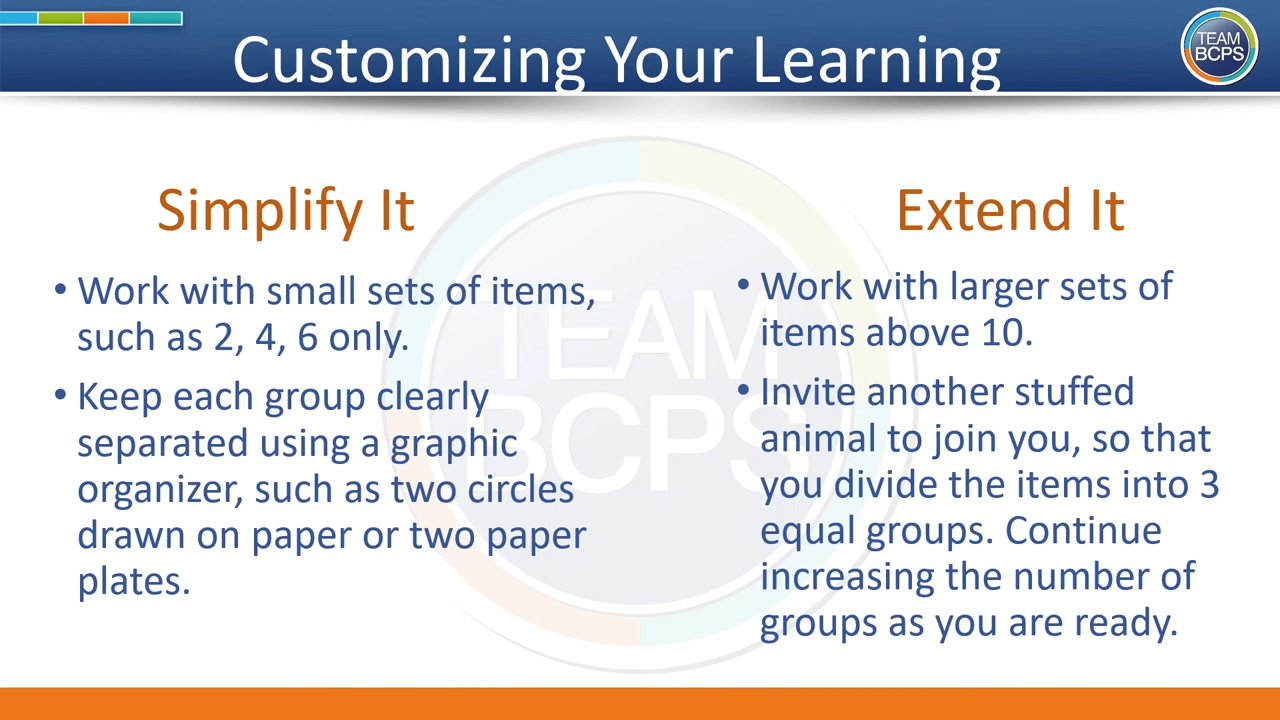 Customizing Your Learning
TEAM
BCPS
Simplify It
• Work with small sets of items,
such as 2, 4, 6 only.
• Keep each group clearly
separated using a graphic
organizer, such as two circles
drawn on paper or two paper
plates.
Extend It
• Work with larger sets of
items above 10.
• Invite another stuffed
animal to join you, so that
you divide the items into 3
equal groups. Continue
increasing the number of
groups as you are ready.
TEAM
BCPS